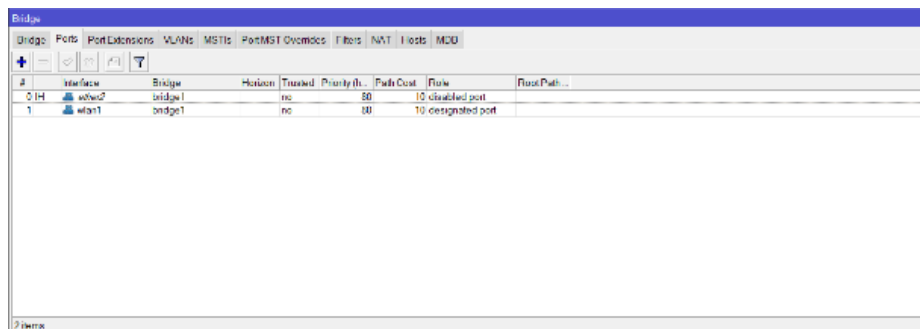 Bridge
Bridge Ports Port Extensions VLANs MSTIs Port MST Overrides Filters NAT Hosts MDB
# Interface Bridge Horizon Trusted Priority (h... Path Cost Role Root Path...
0 IH ether2 bridge1 no 80 10 disabled port
1 wlan1 bridge1 no 80 10 designated port
2 items